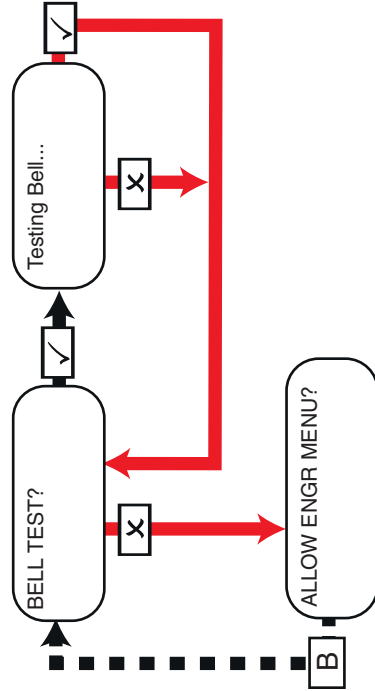 BELL TEST?
✓
Testing Bell...
✓
x
x
ALLOW ENGR MENU?
B